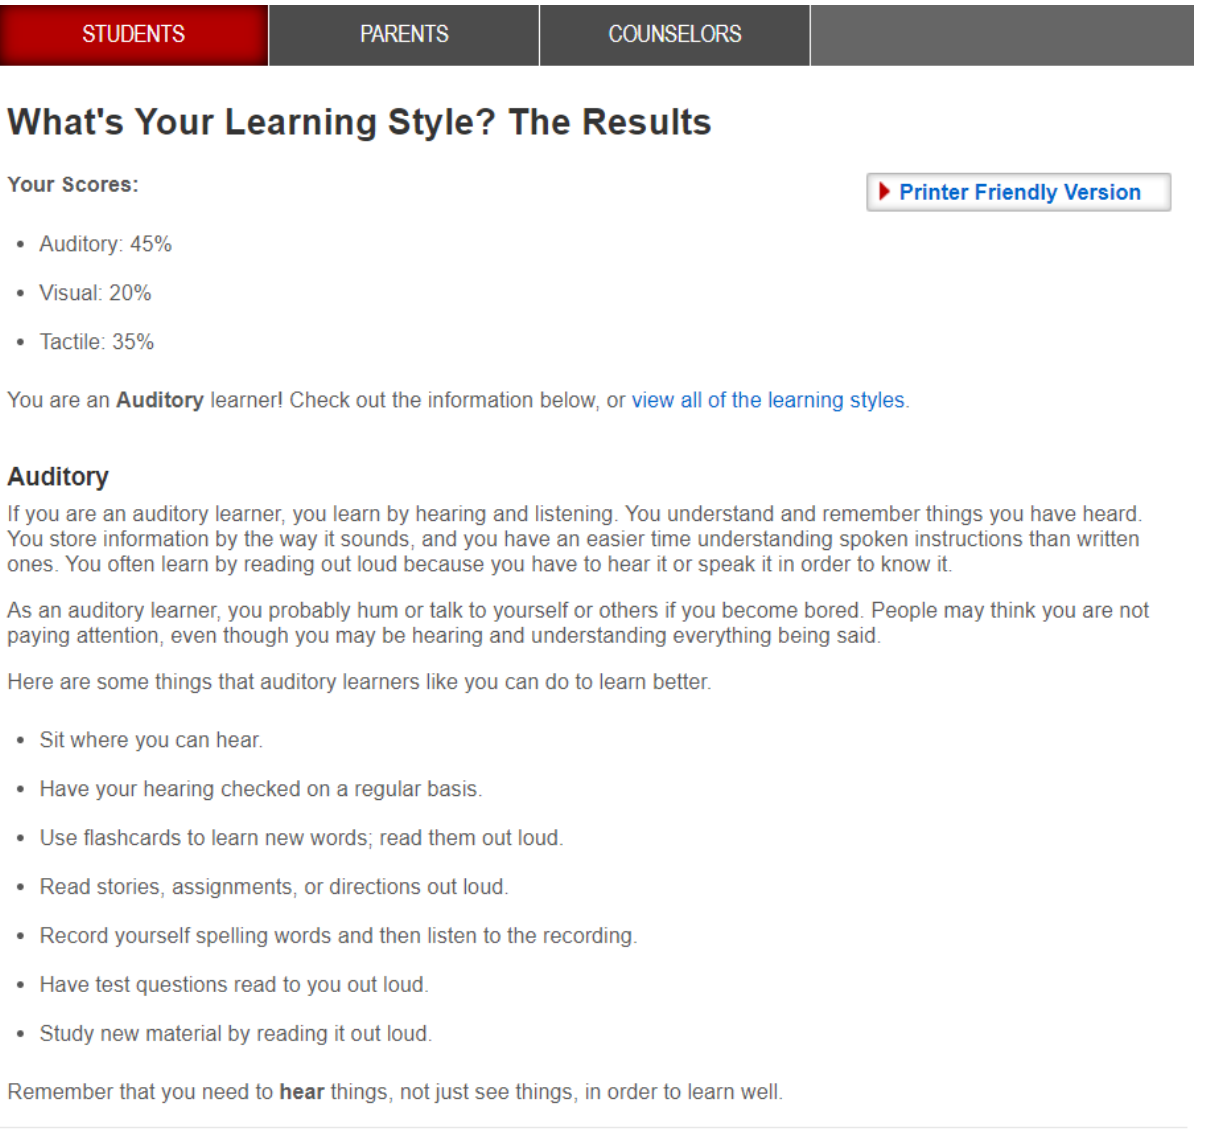 STUDENTS
PARENTS
COUNSELORS
What's Your Learning Style? The Results
Your Scores:
Printer Friendly Version
• Auditory: 45%
• Visual: 20%
• Tactile: 35%
You are an Auditory learner! Check out the information below, or view all of the learning styles.
Auditory
If you are an auditory learner, you learn by hearing and listening. You understand and remember things you have heard.
You store information by the way it sounds, and you have an easier time understanding spoken instructions than written
ones. You often learn by reading out loud because you have to hear it or speak it in order to know it.
As an auditory learner, you probably hum or talk to yourself or others if you become bored. People may think you are not
paying attention, even though you may be hearing and understanding everything being said.
Here are some things that auditory learners like you can do to learn better.
• Sit where you can hear.
• Have your hearing checked on a regular basis.
• Use flashcards to learn new words; read them out loud.
• Read stories, assignments, or directions out loud.
• Record yourself spelling words and then listen to the recording.
• Have test questions read to you out loud.
• Study new material by reading it out loud.
Remember that you need to hear things, not just see things, in order to learn well.